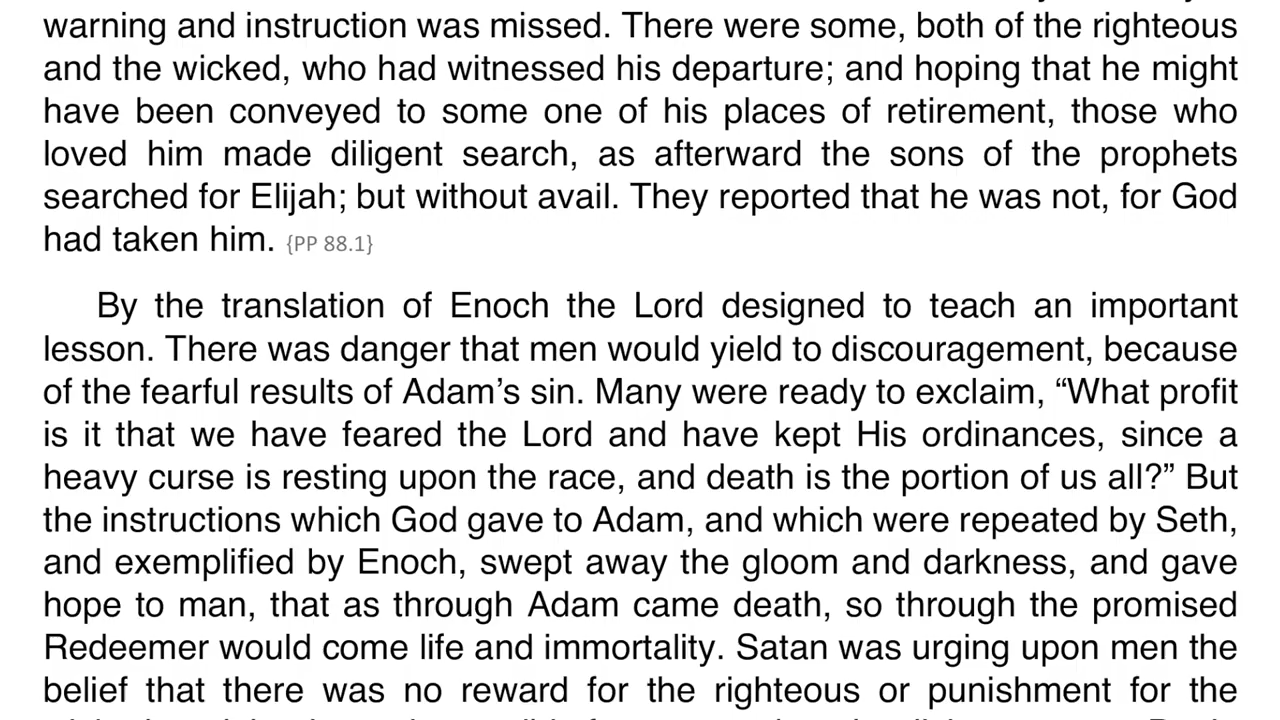 warning and instruction was missed. There were some, both of the righteous
and the wicked, who had witnessed his departure; and hoping that he might
have been conveyed to some one of his places of retirement, those who
loved him made diligent search, as afterward the sons of the prophets
searched for Elijah; but without avail. They reported that he was not, for God
had taken him. {PP 88.1}
By the translation of Enoch the Lord designed to teach an important
lesson. There was danger that men would yield to discouragement, because
of the fearful results of Adam’s sin. Many were ready to exclaim, “What profit
is it that we have feared the Lord and have kept His ordinances, since a
heavy curse is resting upon the race, and death is the portion of us all?” But
the instructions which God gave to Adam, and which were repeated by Seth,
and exemplified by Enoch, swept away the gloom and darkness, and gave
hope to man, that as through Adam came death, so through the promised
Redeemer would come life and immortality. Satan was urging upon men the
belief that there was no reward for the righteous or punishment for the